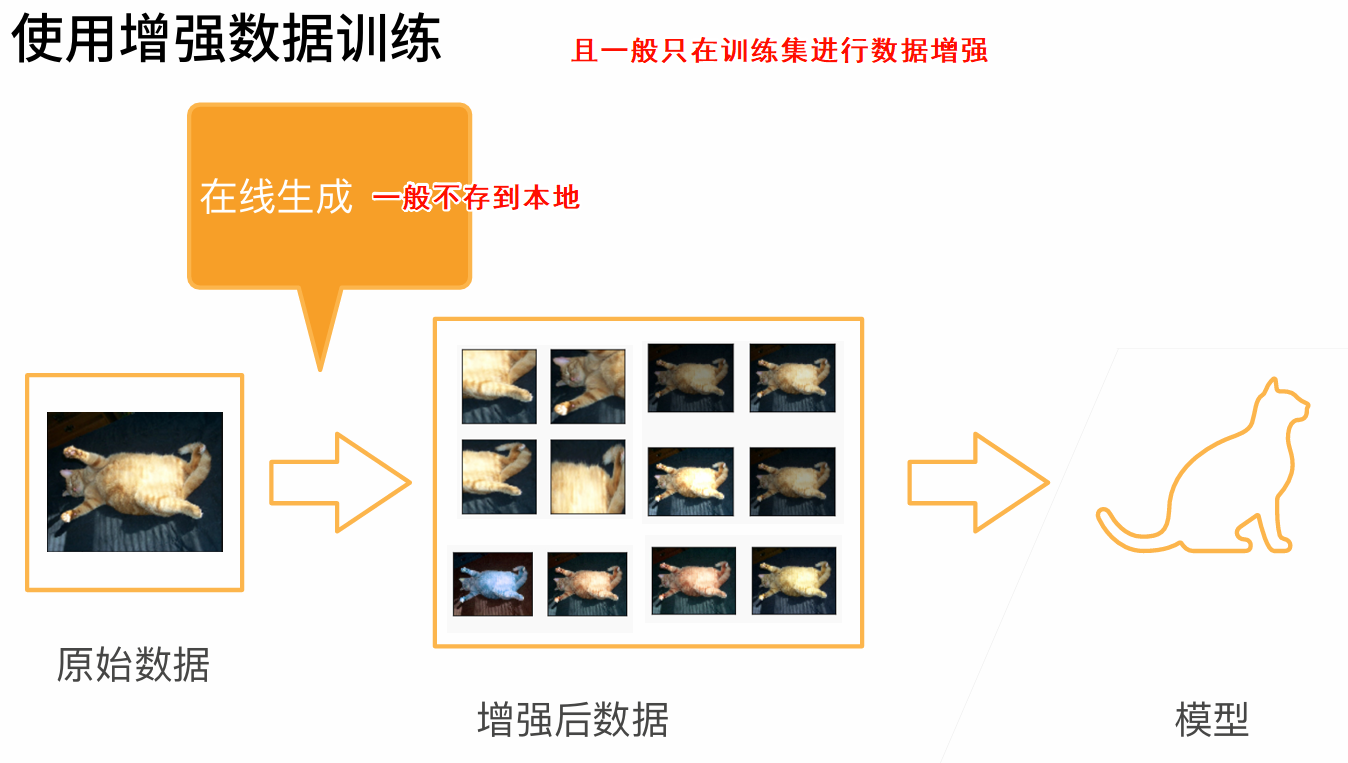 使用增强数据训练
且一般只在训练集进行数据增强
在线生成 一般不存到本地
原始数据
增强后数据
模型